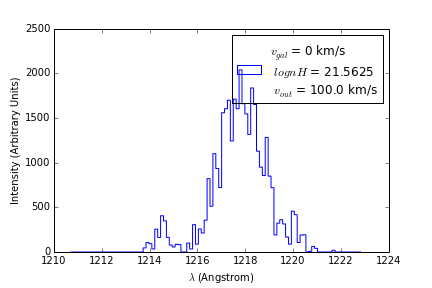 2500
2000
1500
1000
500
0
Intensity (Arbitrary Units)
v_gal = 0 km/s
lognH = 21.5625
v_out = 100.0 km/s
1210 1212 1214 1216 1218 1220 1222 1224
λ (Angstrom)